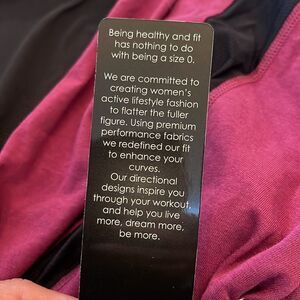 Being healthy and fit
has nothing to do
with being a size 0.
We are committed to
creating women's
active lifestyle fashion
to flatter the fuller
figure. Using premium
performance fabrics
we redefined our fit
to enhance your
curves.
Our directional
designs inspire you
through your workout,
and help you live
more, dream more,
be more.